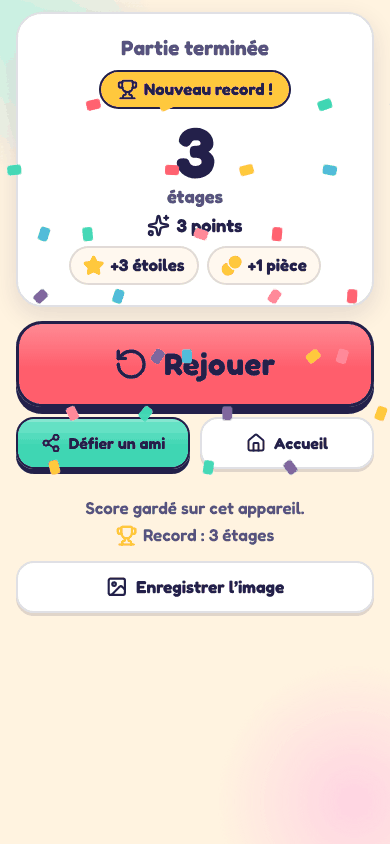 Partie terminée
Nouveau record !
3
étages
3 points
+3 étoiles
+1 pièce
Rejouer
Défier un ami
Accueil
Score gardé sur cet appareil.
Record : 3 étages
Enregistrer l’image